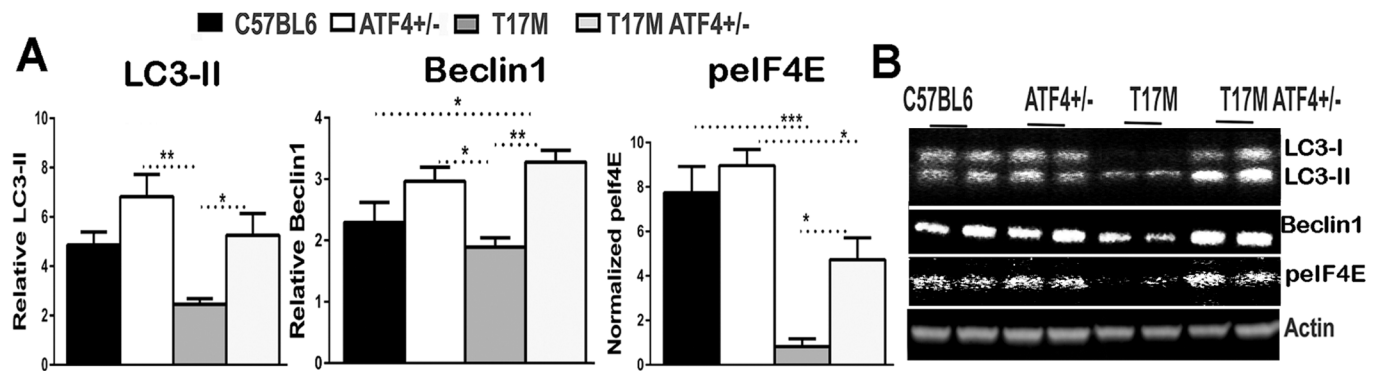 C57BL6 ATF4+/- T17M T17M ATF4+/-
A
LC3-II
Relative LC3-II
10
8
6
4
2
0
**
*
Beclin1
Relative Beclin1
4
3
2
1
0
*
*
**
peIF4E
Normalized peIf4E
10
8
6
4
2
0
***
*
*
B
C57BL6 ATF4+/- T17M T17M ATF4+/-
LC3-I
LC3-II
Beclin1
peIF4E
Actin